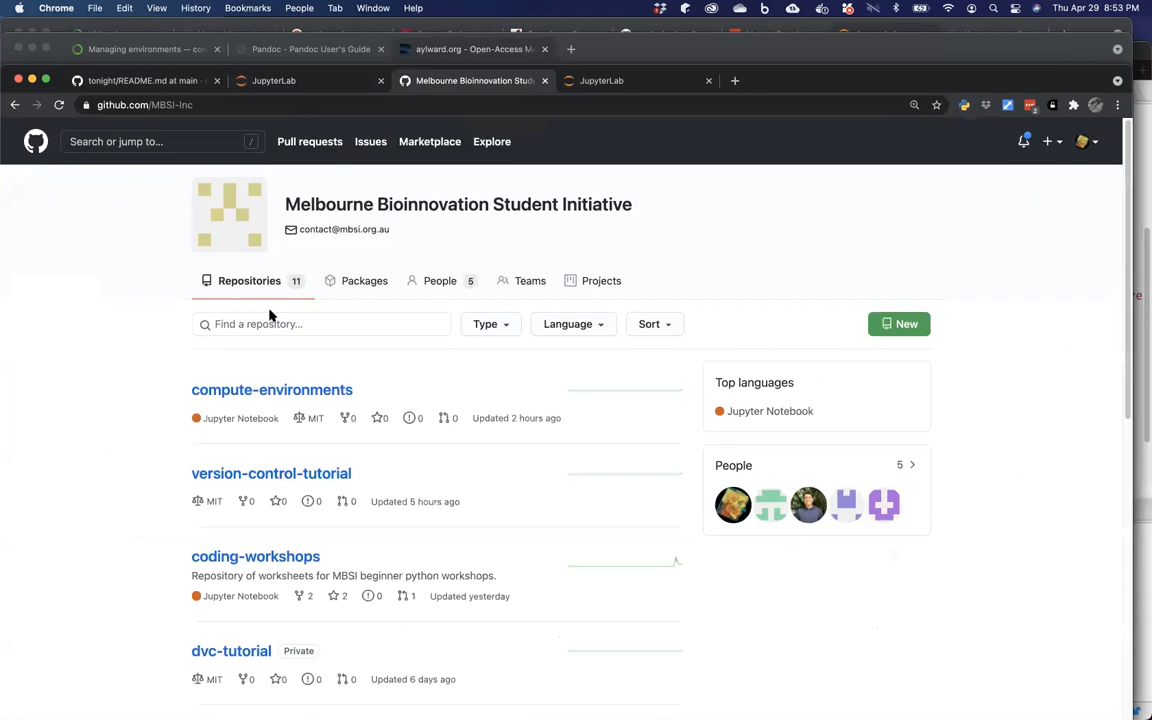 Chrome File Edit View History Bookmarks People Tab Window Help
Thu Apr 29 8:53 PM
Managing environments — con
Pandoc - Pandoc User's Guide
aylward.org - Open-Access Me
tonight/README.md at main ·
JupyterLab
Melbourne Bioinnovation Stude
JupyterLab
github.com/MBSI-Inc
Search or jump to...
/
Pull requests Issues Marketplace Explore
Melbourne Bioinnovation Student Initiative
contact@mbsi.org.au
Repositories 11 Packages People 5 Teams Projects
Find a repository...
Type Language Sort
New
compute-environments
Jupyter Notebook MIT 0 0 0 0 Updated 2 hours ago
version-control-tutorial
MIT 0 0 0 0 Updated 5 hours ago
coding-workshops
Repository of worksheets for MBSI beginner python workshops.
Jupyter Notebook 2 2 0 1 Updated yesterday
dvc-tutorial Private
MIT 0 0 0 0 Updated 6 days ago
Top languages
Jupyter Notebook
People 5